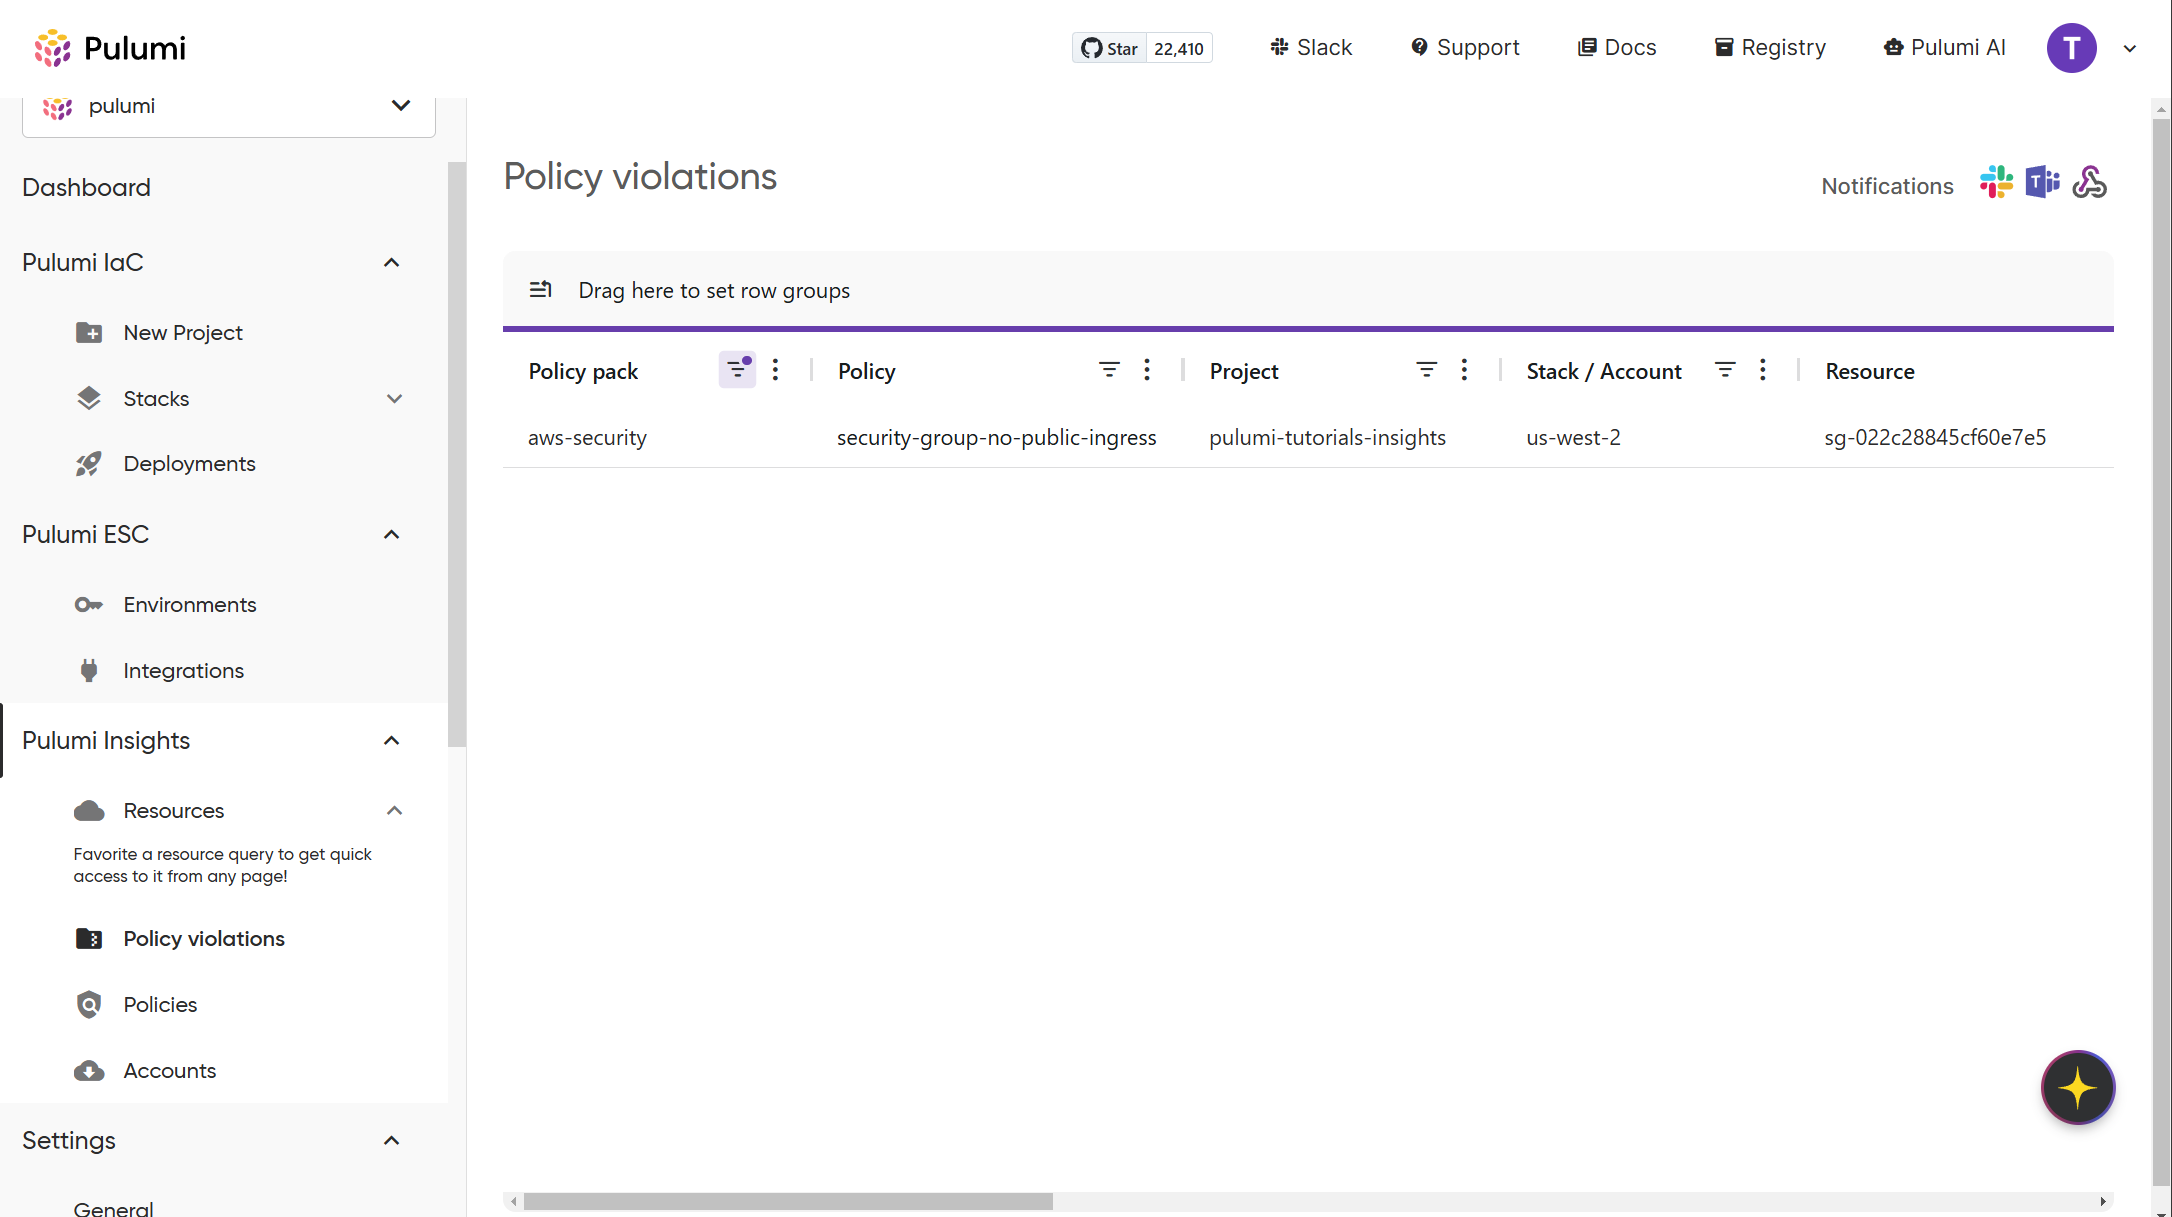 Pulumi
Star 22,410
Slack
Support
Docs
Registry
Pulumi AI
T
pulumi
Dashboard
Pulumi IaC
New Project
Stacks
Deployments
Pulumi ESC
Environments
Integrations
Pulumi Insights
Resources
Favorite a resource query to get quick
access to it from any page!
Policy violations
Policies
Accounts
Settings
General
Policy violations
Notifications
T
Drag here to set row groups
Policy pack Policy Project Stack / Account Resource
aws-security security-group-no-public-ingress pulumi-tutorials-insights us-west-2 sg-022c28845cf60e7e5